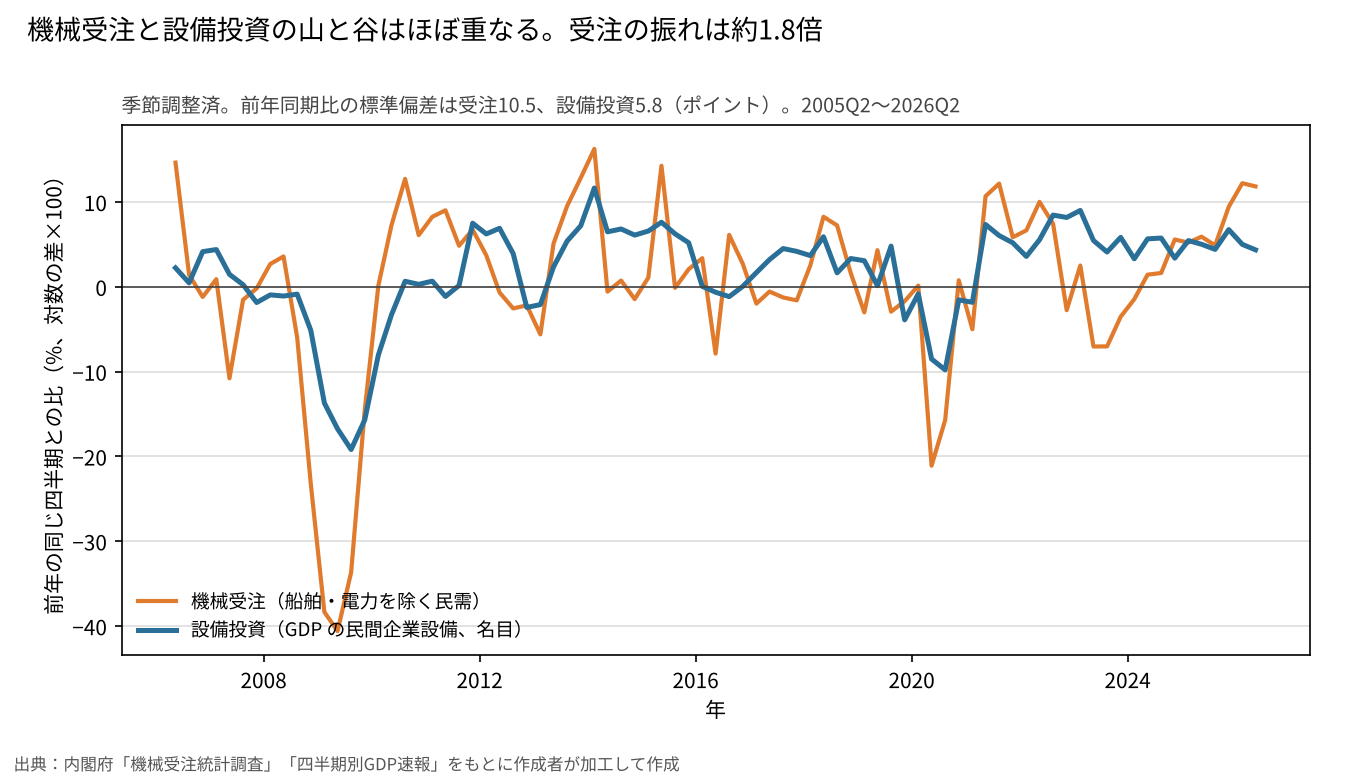 機械受注と設備投資の山と谷はほぼ重なる。受注の振れは約1.8倍
季節調整済。前年同期比の標準偏差は受注10.5、設備投資5.8（ポイント）。2005Q2～2026Q2
前年の同じ四半期との比（%、対数の差×100）
10
0
−10
−20
−30
−40
機械受注（船舶・電力を除く民需）
設備投資（GDP の民間企業設備、名目）
2008 2012 2016 2020 2024
年
出典：内閣府「機械受注統計調査」「四半期別GDP速報」をもとに作成者が加工して作成